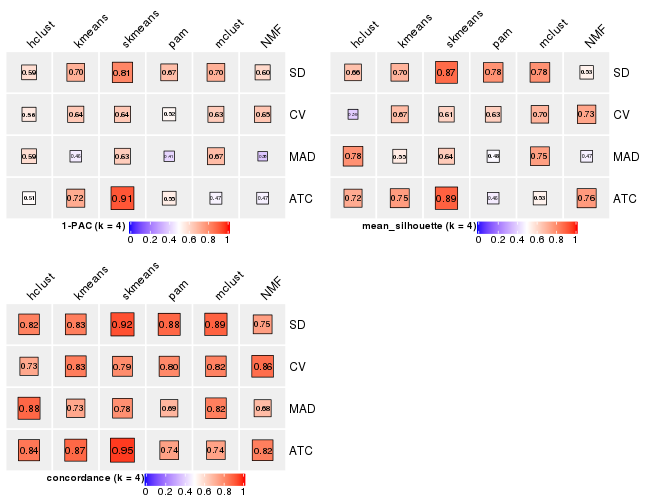 hclust kmeans skmeans pam mclust NMF
0.59 0.70 0.81 0.67 0.70 0.60 SD
0.56 0.64 0.64 0.52 0.63 0.65 CV
0.59 0.63 0.67 MAD
0.51 0.72 0.91 0.55 0.47 0.47 ATC
1-PAC (k = 4)
0 0.2 0.4 0.6 0.8 1
hclust kmeans skmeans pam mclust NMF
0.66 0.70 0.87 0.78 0.78 0.53 SD
0.67 0.61 0.63 0.70 0.73 CV
0.78 0.55 0.64 0.48 0.75 0.47 MAD
0.72 0.75 0.89 0.53 0.76 ATC
mean_silhouette (k = 4)
0 0.2 0.4 0.6 0.8 1
hclust kmeans skmeans pam mclust NMF
0.82 0.83 0.92 0.88 0.89 0.75 SD
0.73 0.83 0.79 0.80 0.82 0.86 CV
0.88 0.73 0.78 0.69 0.82 0.68 MAD
0.84 0.87 0.95 0.74 0.74 0.82 ATC
concordance (k = 4)
0 0.2 0.4 0.6 0.8 1